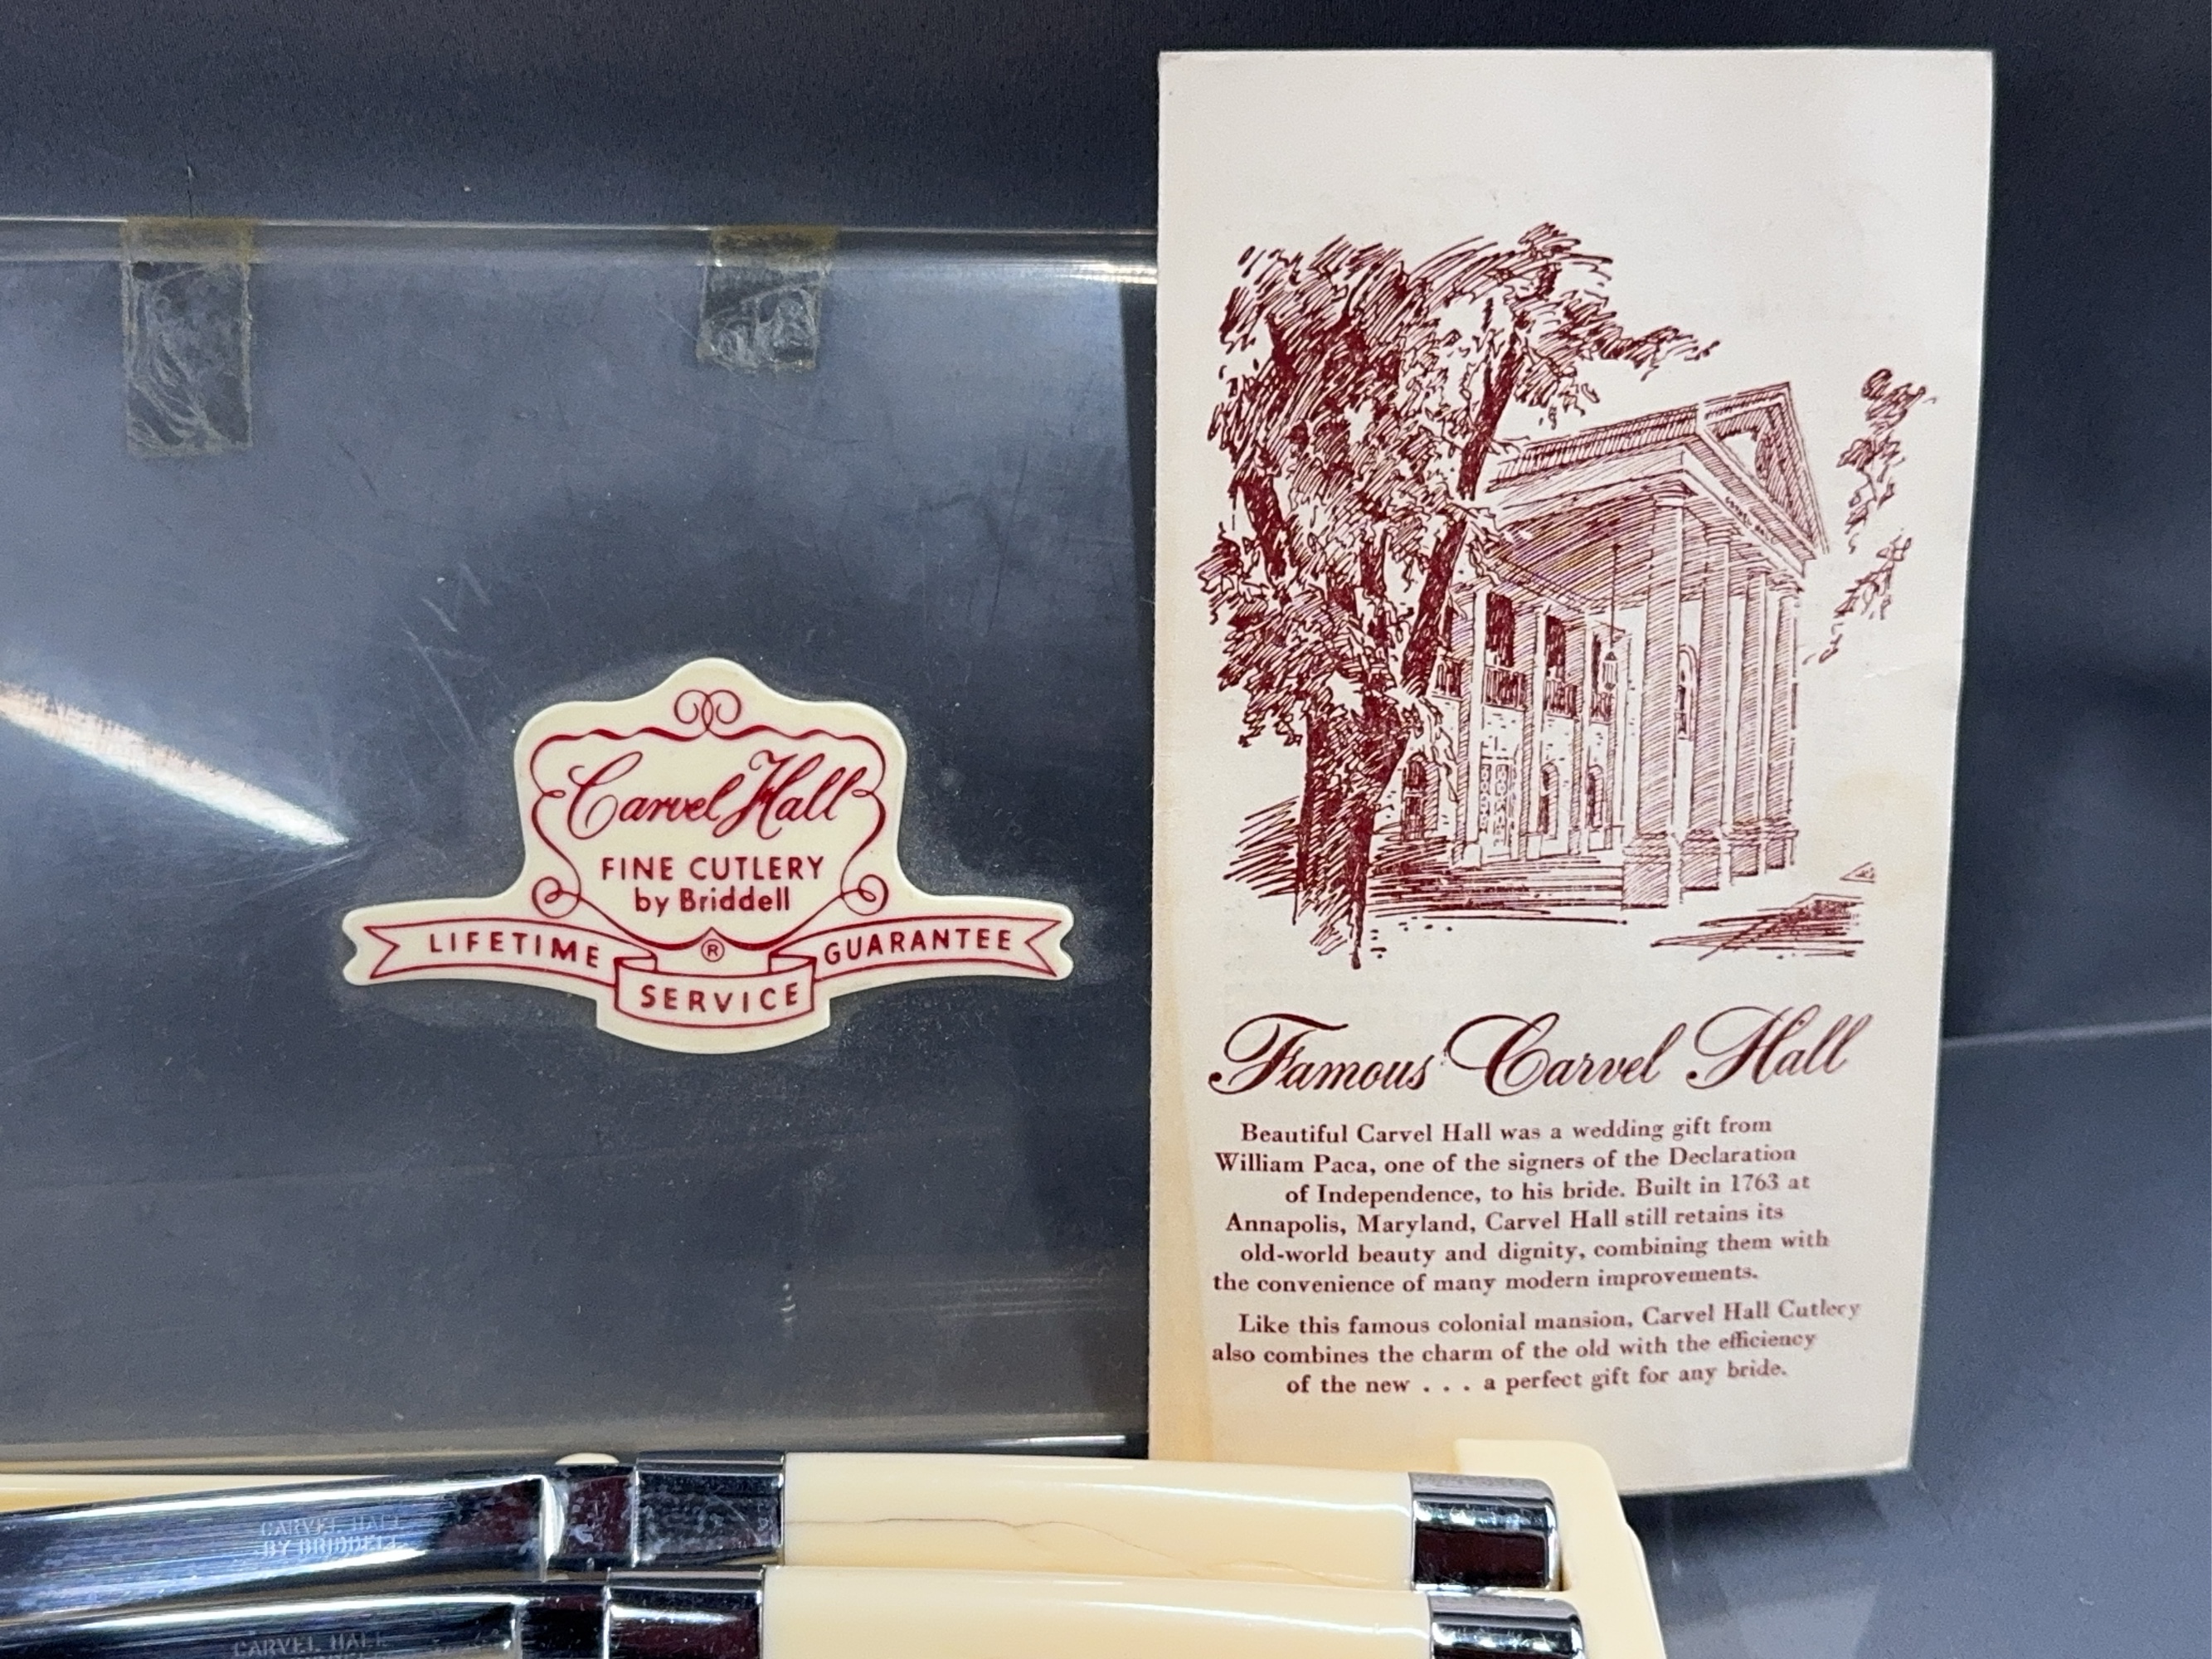 Carvel Hall
FINE CUTLERY
by Briddell
LIFETIME ® GUARANTEE
SERVICE
Famous Carvel Hall
Beautiful Carvel Hall was a wedding gift from
William Paca, one of the signers of the Declaration
of Independence, to his bride. Built in 1763 at
Annapolis, Maryland, Carvel Hall still retains its
old-world beauty and dignity, combining them with
the convenience of many modern improvements.
Like this famous colonial mansion, Carvel Hall Cutlery
also combines the charm of the old with the efficiency
of the new . . . a perfect gift for any bride.
CARVEL HALL
BY BRIDDELL
CARVEL HALL